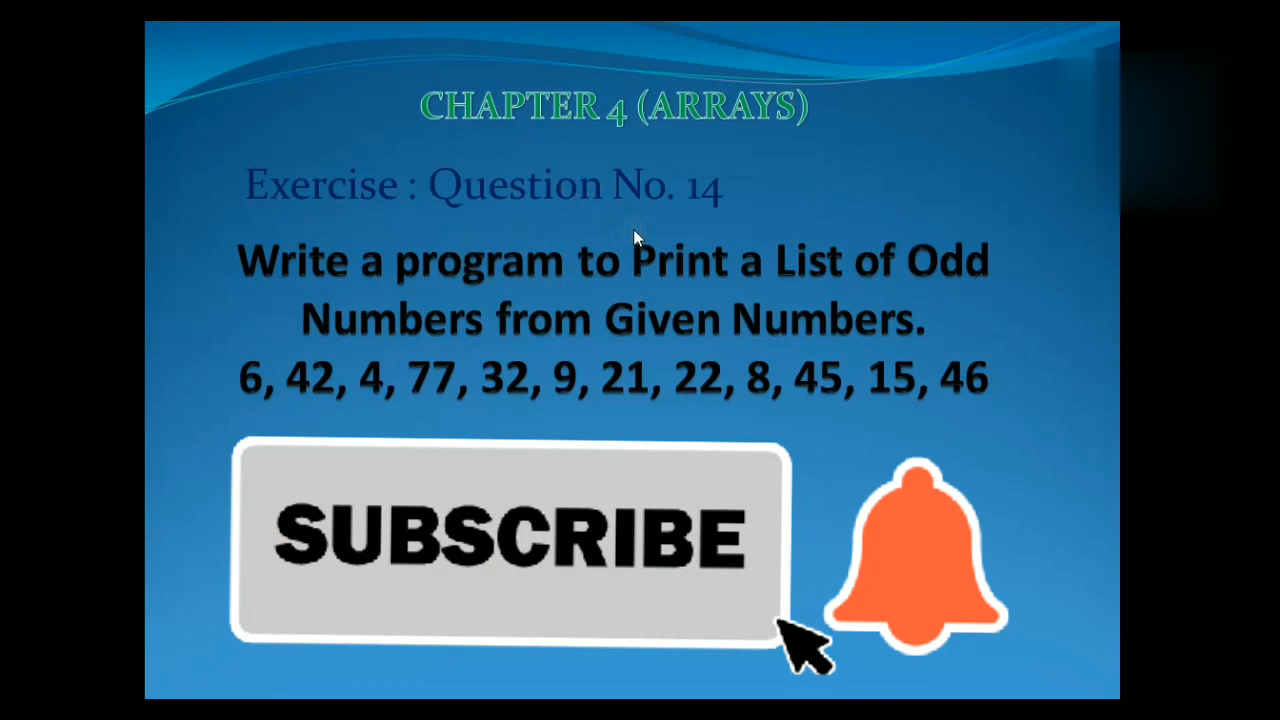 CHAPTER 4 (ARRAYS)
Exercise : Question No. 14
Write a program to Print a List of Odd
Numbers from Given Numbers.
6, 42, 4, 77, 32, 9, 21, 22, 8, 45, 15, 46
SUBSCRIBE